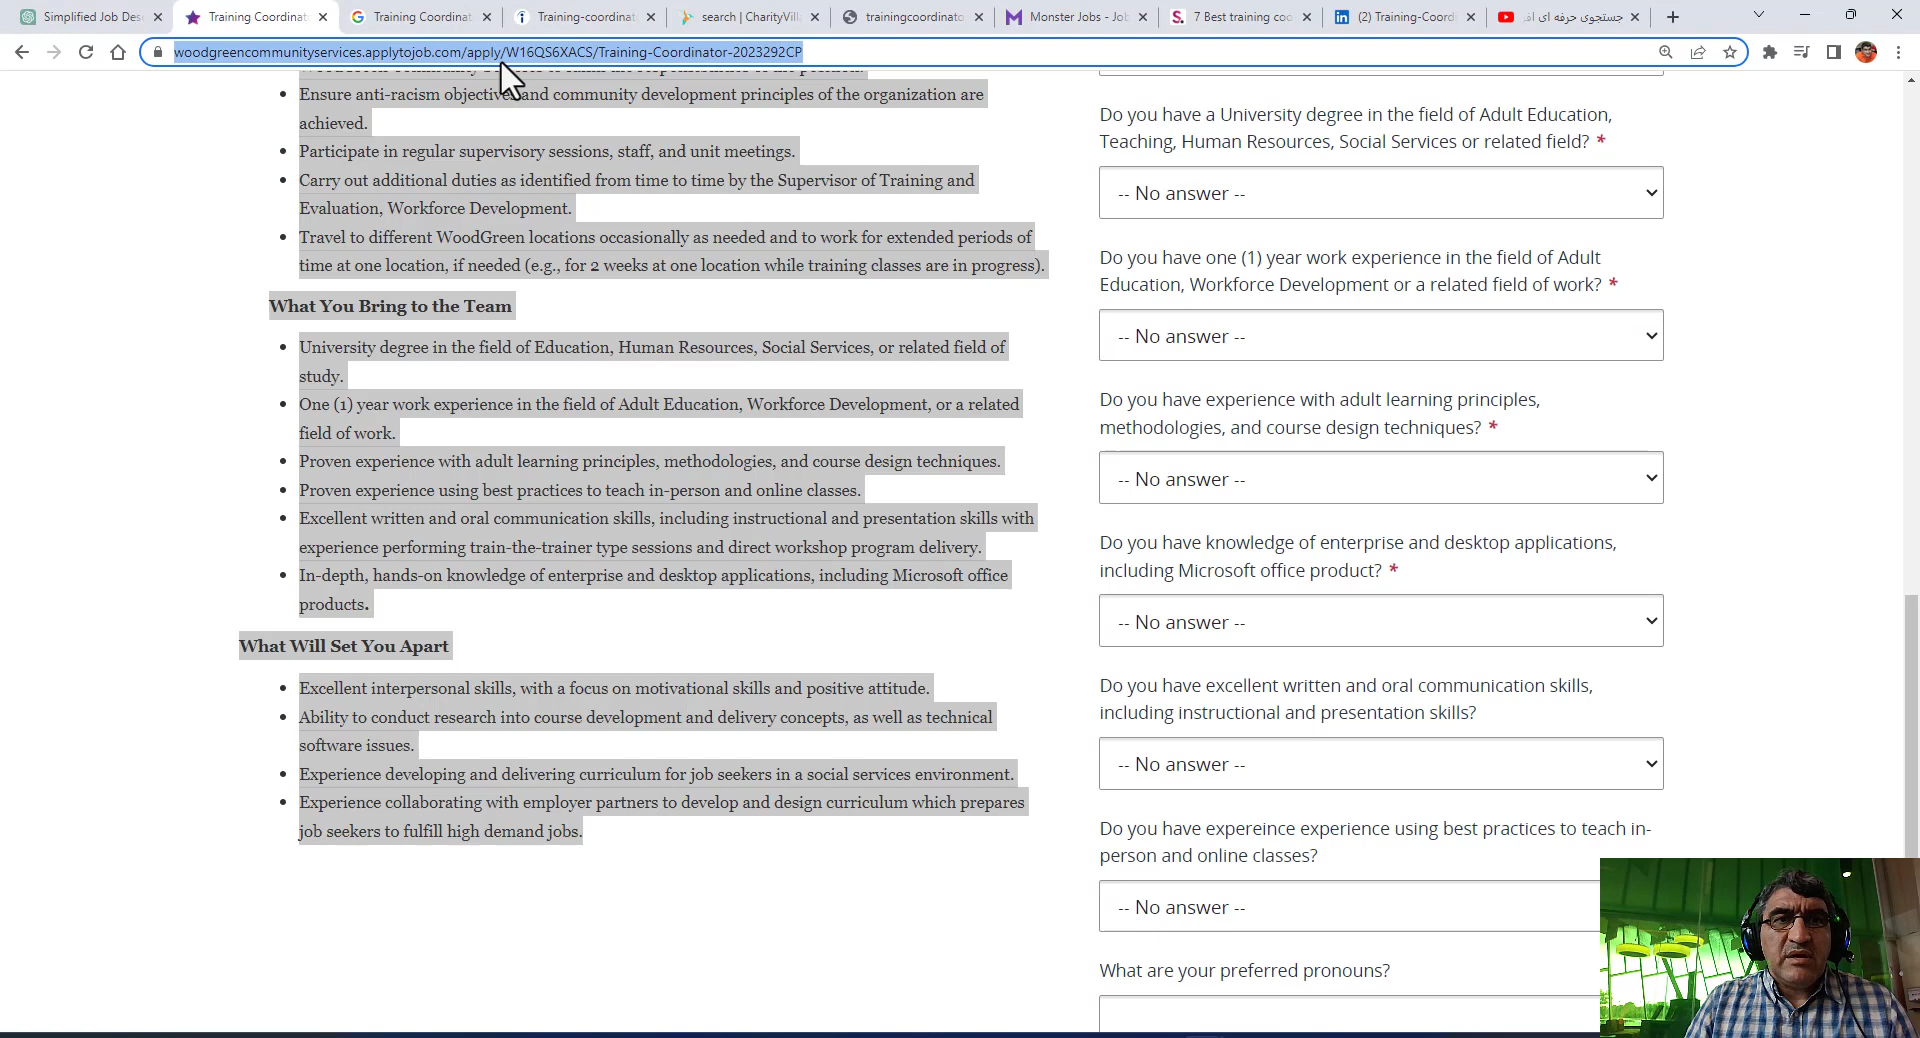 Simplified Job Des
Training Coordinat
Training Coordinat
Training-coordinat
search | CharityVill
trainingcoordinato
Monster Jobs - Job
7 Best training coo
(2) Training-Coordi
جستجوی حرفه ای اف
woodgreencommunityservices.applytojob.com/apply/W16QS6XACS/Training-Coordinator-2023292CP
Ensure anti-racism objectives and community development principles of the organization are
achieved.
Participate in regular supervisory sessions, staff, and unit meetings.
Carry out additional duties as identified from time to time by the Supervisor of Training and
Evaluation, Workforce Development.
Travel to different WoodGreen locations occasionally as needed and to work for extended periods of
time at one location, if needed (e.g., for 2 weeks at one location while training classes are in progress).
What You Bring to the Team
University degree in the field of Education, Human Resources, Social Services, or related field of
study.
One (1) year work experience in the field of Adult Education, Workforce Development, or a related
field of work.
Proven experience with adult learning principles, methodologies, and course design techniques.
Proven experience using best practices to teach in-person and online classes.
Excellent written and oral communication skills, including instructional and presentation skills with
experience performing train-the-trainer type sessions and direct workshop program delivery.
In-depth, hands-on knowledge of enterprise and desktop applications, including Microsoft office
products.
What Will Set You Apart
Excellent interpersonal skills, with a focus on motivational skills and positive attitude.
Ability to conduct research into course development and delivery concepts, as well as technical
software issues.
Experience developing and delivering curriculum for job seekers in a social services environment.
Experience collaborating with employer partners to develop and design curriculum which prepares
job seekers to fulfill high demand jobs.
Do you have a University degree in the field of Adult Education,
Teaching, Human Resources, Social Services or related field? *
-- No answer --
Do you have one (1) year work experience in the field of Adult
Education, Workforce Development or a related field of work? *
-- No answer --
Do you have experience with adult learning principles,
methodologies, and course design techniques? *
-- No answer --
Do you have knowledge of enterprise and desktop applications,
including Microsoft office product? *
-- No answer --
Do you have excellent written and oral communication skills,
including instructional and presentation skills?
-- No answer --
Do you have expereince experience using best practices to teach in-
person and online classes?
-- No answer --
What are your preferred pronouns?